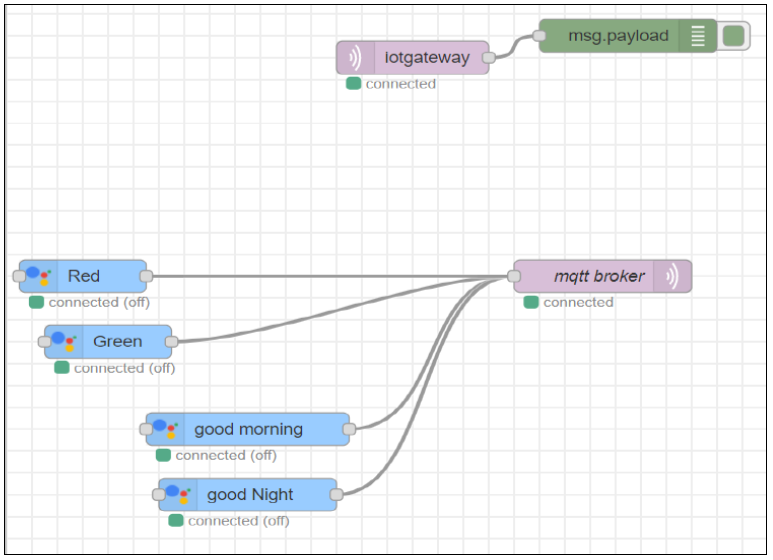 msg.payload
iotgateway
connected
Red
connected (off)
mqtt broker
connected
Green
connected (off)
good morning
connected (off)
good Night
connected (off)